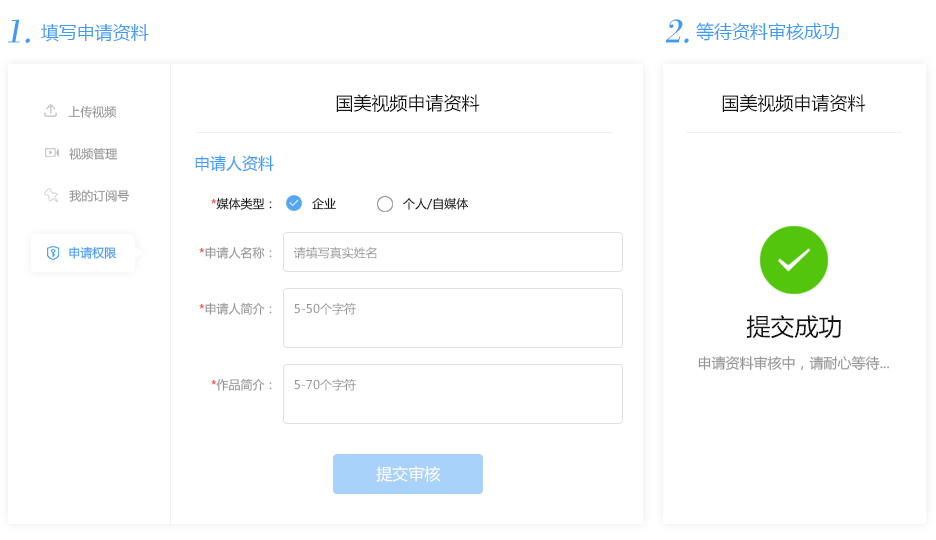 1. 填写申请资料
2. 等待资料审核成功
上传视频
视频管理
我的订阅号
申请权限
国美视频申请资料
申请人资料
*媒体类型： 企业 个人/自媒体
*申请人名称： 请填写真实姓名
*申请人简介： 5-50个字符
*作品简介： 5-70个字符
提交审核
国美视频申请资料
提交成功
申请资料审核中，请耐心等待...